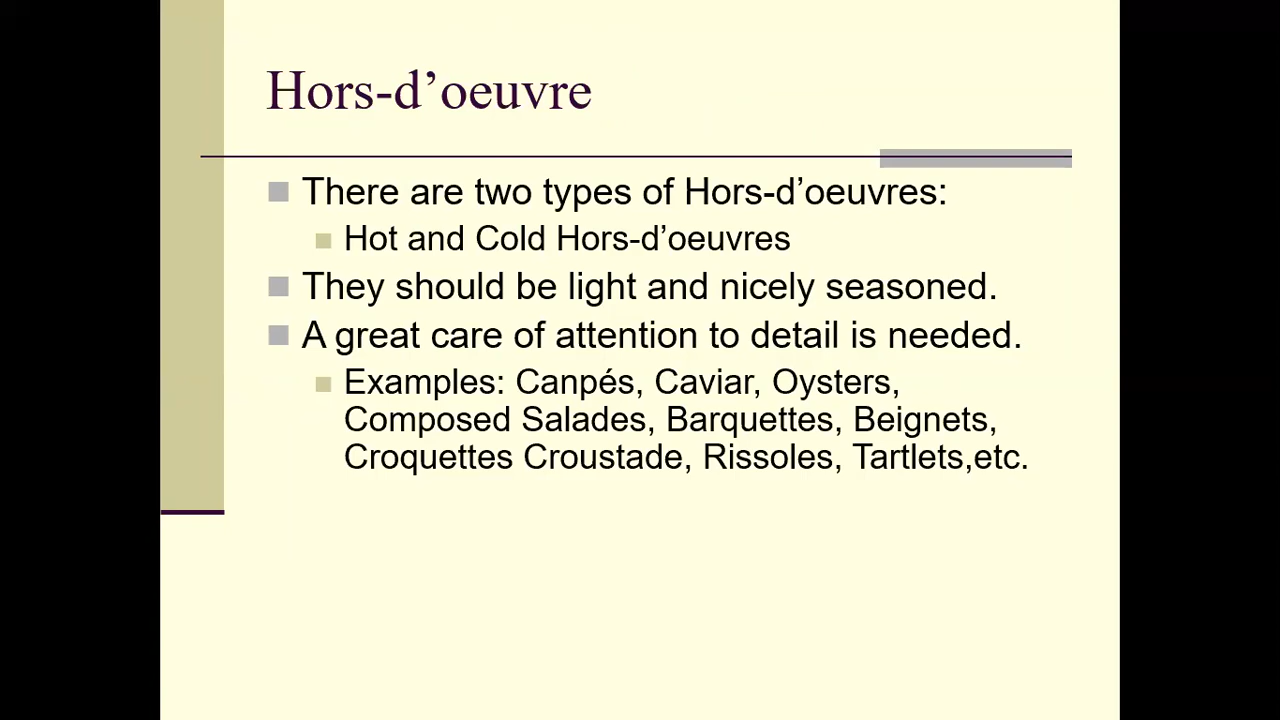 Hors-d’oeuvre
There are two types of Hors-d’oeuvres:
Hot and Cold Hors-d’oeuvres
They should be light and nicely seasoned.
A great care of attention to detail is needed.
Examples: Canpés, Caviar, Oysters,
Composed Salades, Barquettes, Beignets,
Croquettes Croustade, Rissoles, Tartlets,etc.